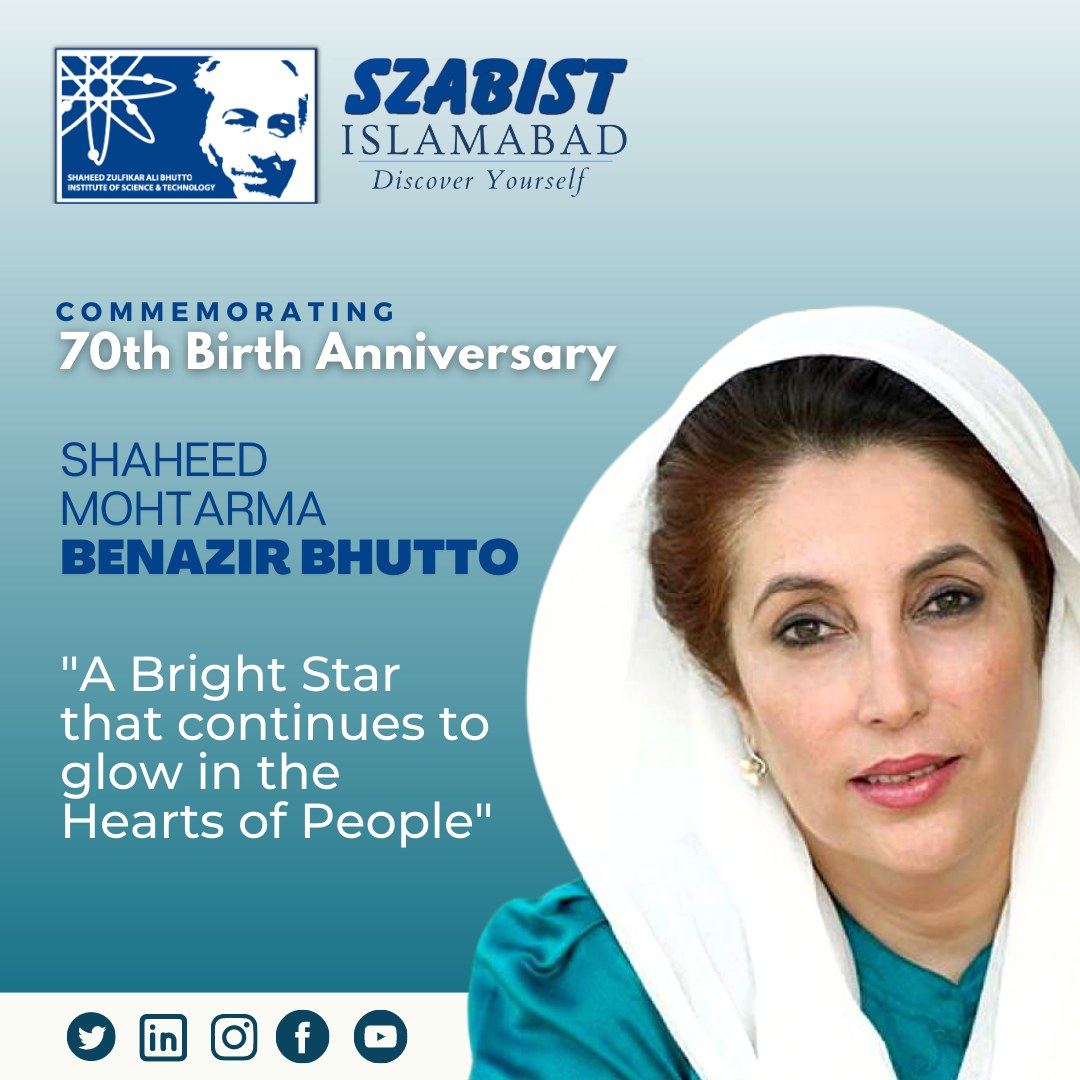 SHAHEED ZULFIKAR ALI BHUTTO
INSTITUTE OF SCIENCE & TECHNOLOGY
SZABIST
ISLAMABAD
Discover Yourself
COMMEMORATING
70th Birth Anniversary
SHAHEED
MOHTARMA
BENAZIR BHUTTO
"A Bright Star
that continues to
glow in the
Hearts of People"